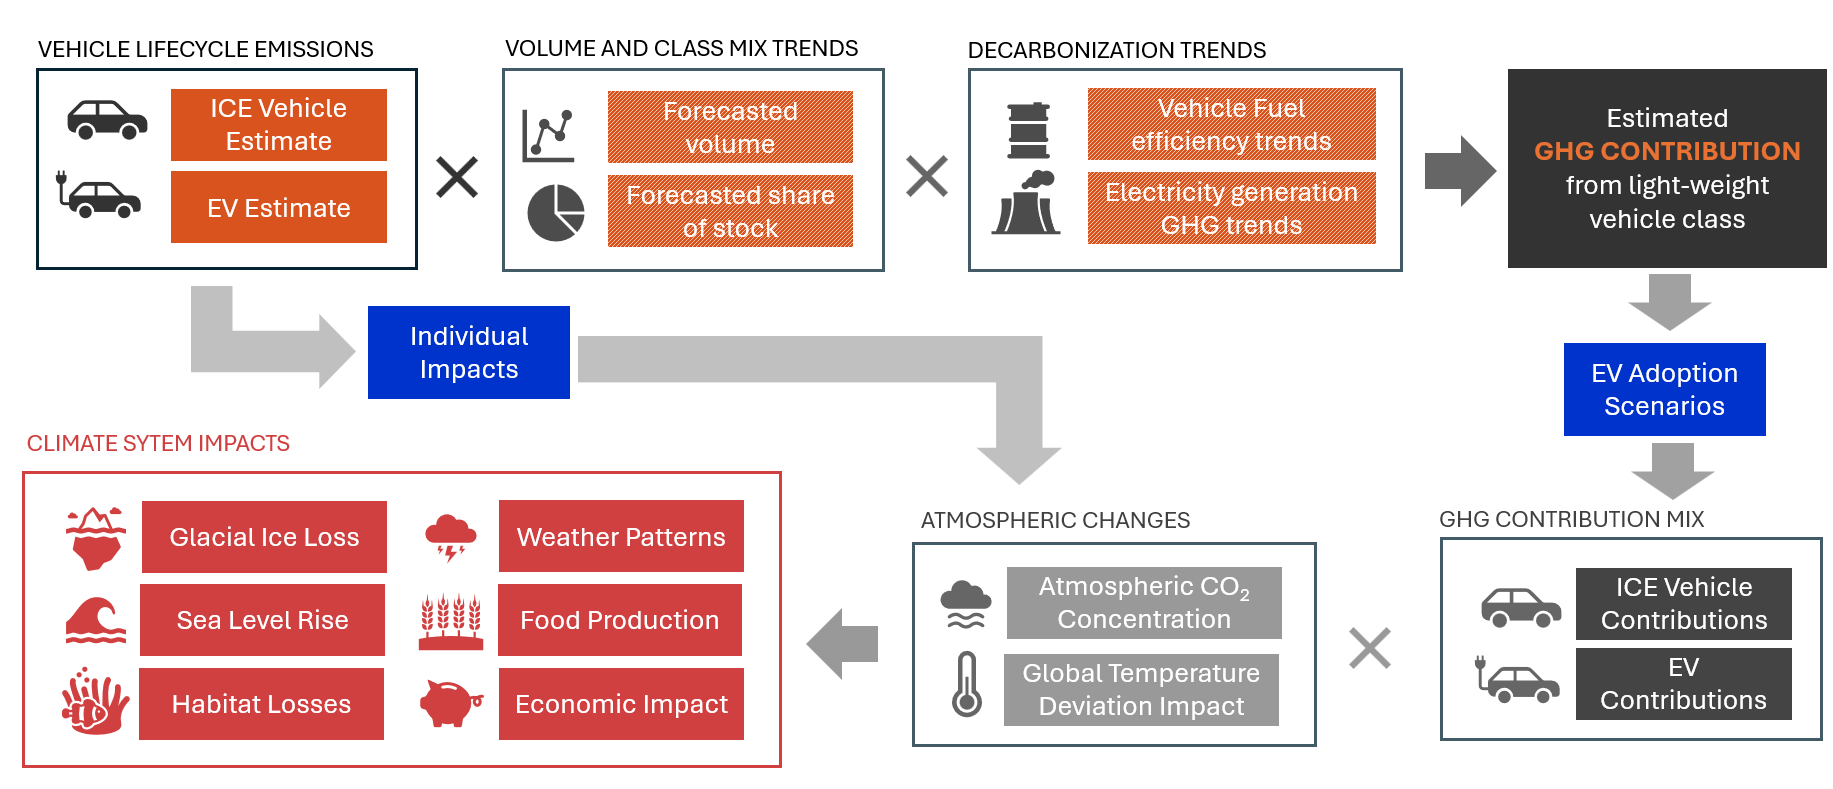 VEHICLE LIFECYCLE EMISSIONS
ICE Vehicle
Estimate
EV Estimate
VOLUME AND CLASS MIX TRENDS
Forecasted
volume
Forecasted share
of stock
DECARBONIZATION TRENDS
Vehicle Fuel
efficiency trends
Electricity generation
GHG trends
Estimated
GHG CONTRIBUTION
from light-weight
vehicle class
Individual
Impacts
EV Adoption
Scenarios
CLIMATE SYTEM IMPACTS
Glacial Ice Loss
Weather Patterns
Sea Level Rise
Food Production
Habitat Losses
Economic Impact
ATMOSPHERIC CHANGES
Atmospheric CO₂
Concentration
Global Temperature
Deviation Impact
GHG CONTRIBUTION MIX
ICE Vehicle
Contributions
EV
Contributions